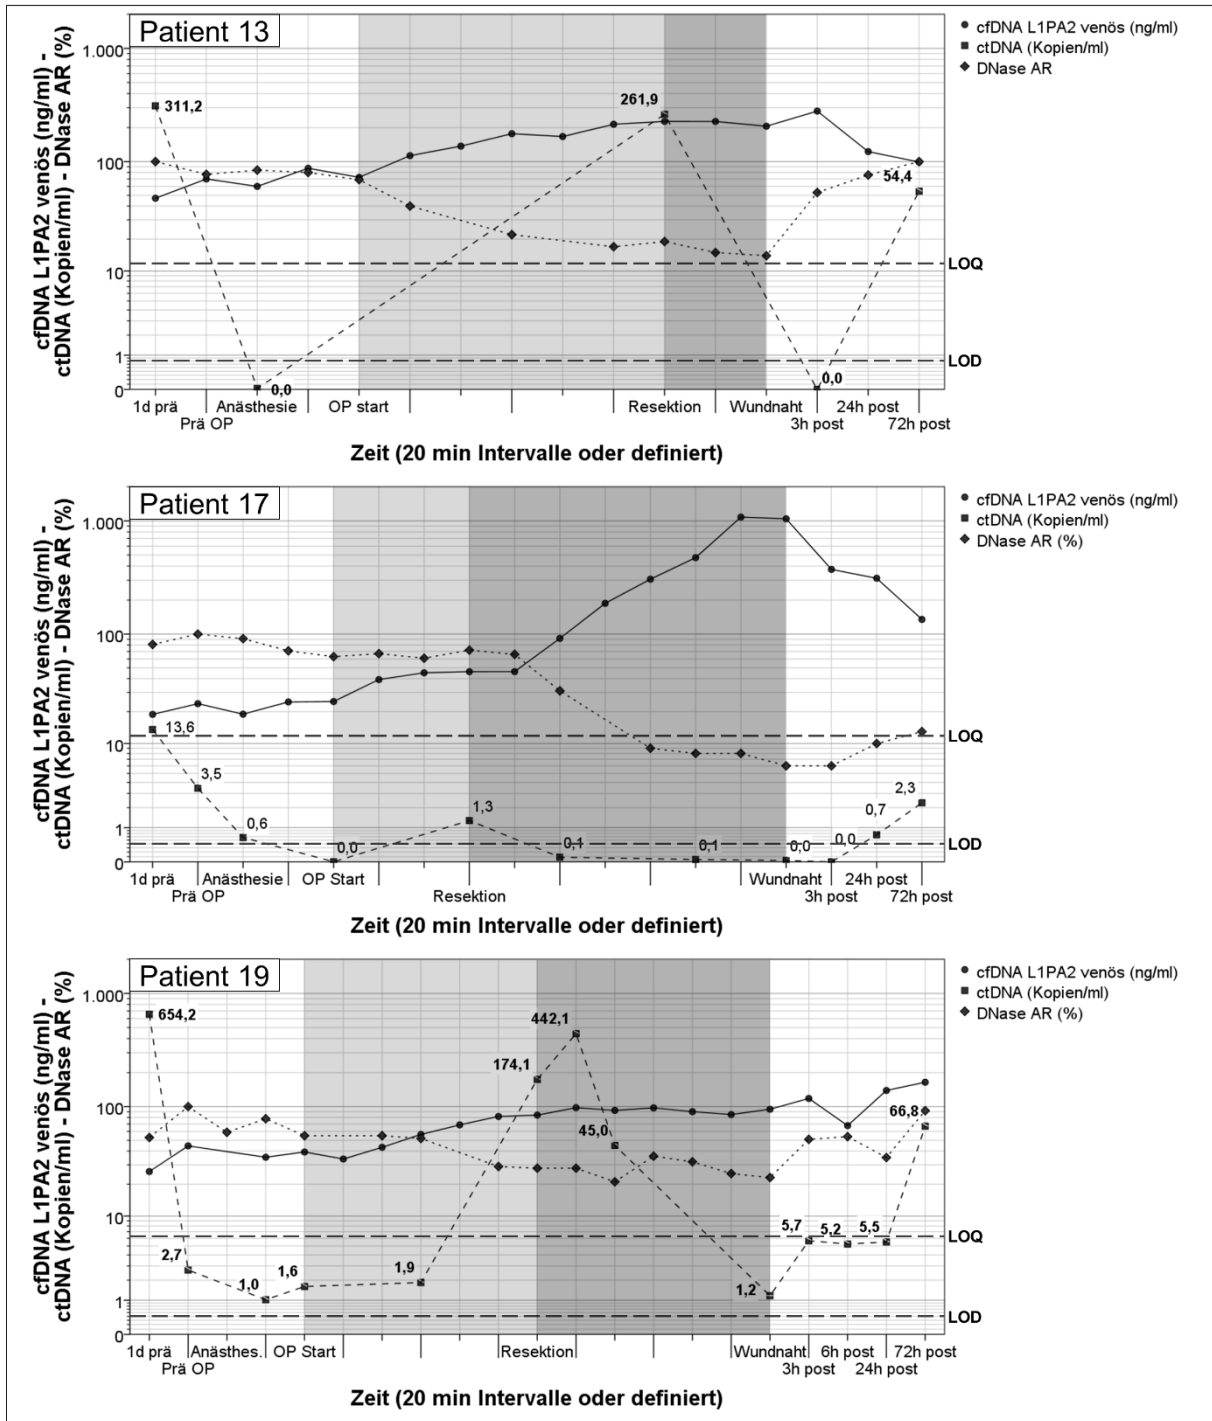 Patient 13
cfDNA L1PA2 venös (ng/ml) -
ctDNA (Kopien/ml) - DNase AR (%)
1.000
100
10
1
0
311,2
0,0
261,9
0,0
54,4
LOQ
LOD
cfDNA L1PA2 venös (ng/ml)
ctDNA (Kopien/ml)
DNase AR
1d prä
Prä OP
Anästhesie
OP start
Resektion
Wundnaht
3h post
24h post
72h post
Zeit (20 min Intervalle oder definiert)
Patient 17
cfDNA L1PA2 venös (ng/ml) -
ctDNA (Kopien/ml) - DNase AR (%)
1.000
100
10
1
0
13,6
3,5
0,6
0,0
1,3
0,1
0,1
0,0
0,0
0,7
2,3
LOQ
LOD
cfDNA L1PA2 venös (ng/ml)
ctDNA (Kopien/ml)
DNase AR (%)
1d prä
Prä OP
Anästhesie
OP Start
Resektion
Wundnaht
3h post
24h post
72h post
Zeit (20 min Intervalle oder definiert)
Patient 19
cfDNA L1PA2 venös (ng/ml) -
ctDNA (Kopien/ml) - DNase AR (%)
1.000
100
10
1
0
654,2
2,7
1,0
1,6
1,9
174,1
442,1
45,0
1,2
5,7
5,2
5,5
66,8
LOQ
LOD
cfDNA L1PA2 venös (ng/ml)
ctDNA (Kopien/ml)
DNase AR (%)
1d prä
Prä OP
Anästhes.
OP Start
Resektion
Wundnaht
3h post
6h post
24h post
72h post
Zeit (20 min Intervalle oder definiert)